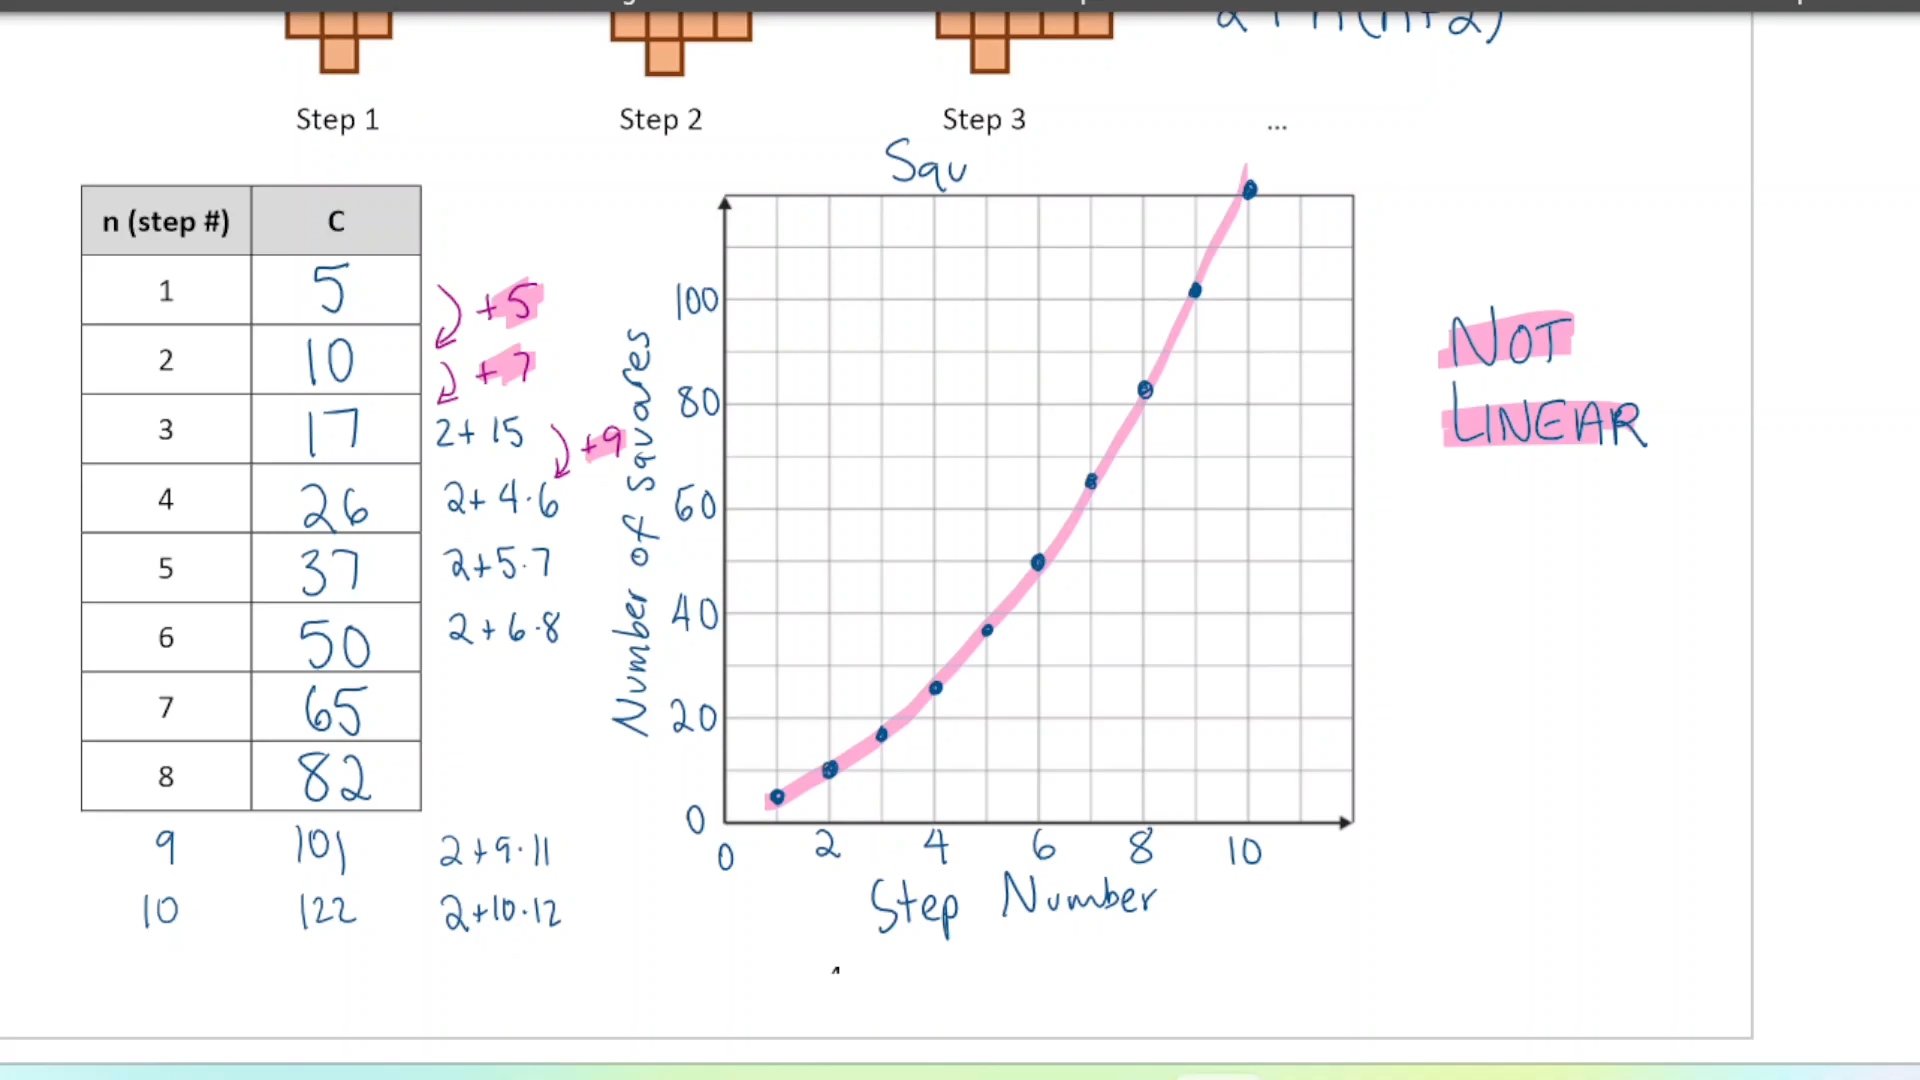 2 + n(n+2)
Step 1 Step 2 Step 3 ...
Squ
n (step #) C
1 5
+5
2 10
+7
3 17 2+ 15
+9
4 26 2+ 4·6
5 37 2+5·7
6 50 2+6·8
7 65
8 82
9 101 2+9·11
10 122 2+10·12
Number of squares
100
80
60
40
20
0
0 2 4 6 8 10
Step Number
NOT
LINEAR